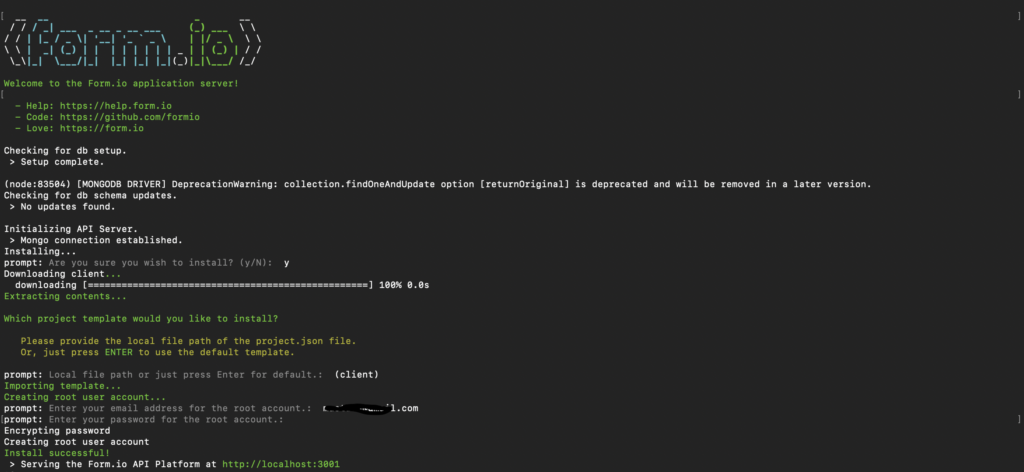 form.io
Welcome to the Form.io application server!
- Help: https://help.form.io
- Code: https://github.com/formio
- Love: https://form.io
Checking for db setup.
> Setup complete.
(node:83504) [MONGODB DRIVER] DeprecationWarning: collection.findOneAndUpdate option [returnOriginal] is deprecated and will be removed in a later version.
Checking for db schema updates.
> No updates found.
Initializing API Server.
> Mongo connection established.
Installing...
prompt: Are you sure you wish to install? (y/N):  y
Downloading client...
downloading [==================================================] 100% 0.0s
Extracting contents...
Which project template would you like to install?
Please provide the local file path of the project.json file.
Or, just press ENTER to use the default template.
prompt: Local file path or just press Enter for default.:  (client)
Importing template...
Creating root user account...
prompt: Enter your email address for the root account.:  l.com
prompt: Enter your password for the root account.:
Encrypting password
Creating root user account
Install successful!
> Serving the Form.io API Platform at http://localhost:3001